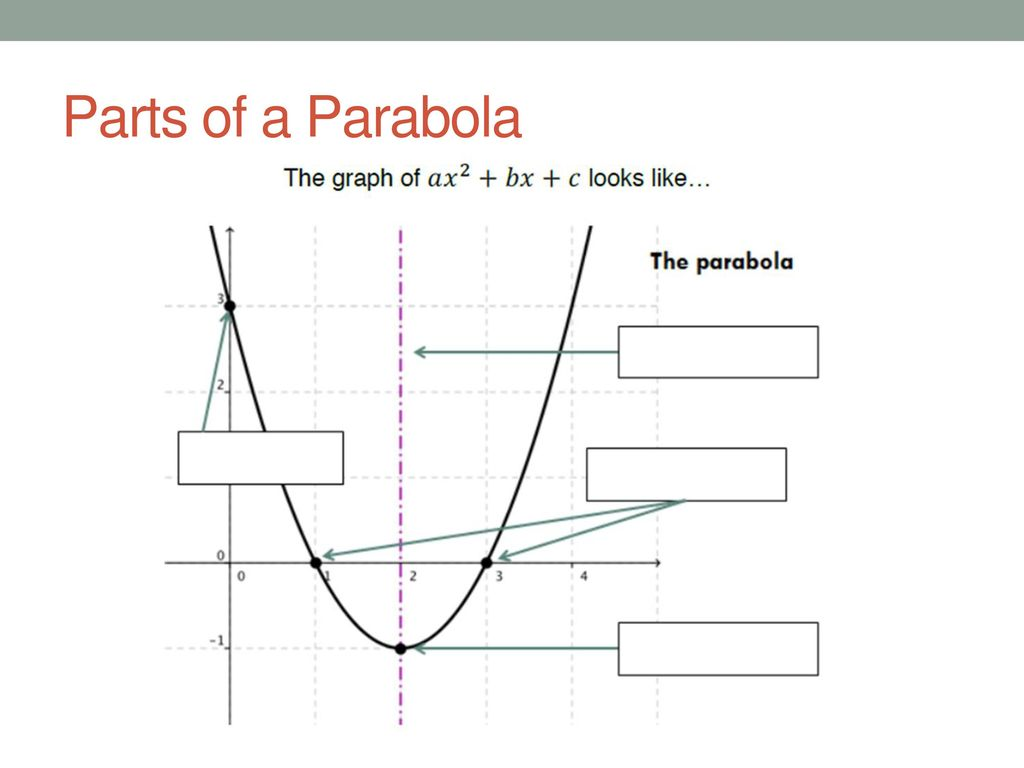 Parts of a Parabola
The graph of 𝑎𝑥² + 𝑏𝑥 + 𝑐 looks like…
The parabola
3
2
0
0 1 2 3 4
−1